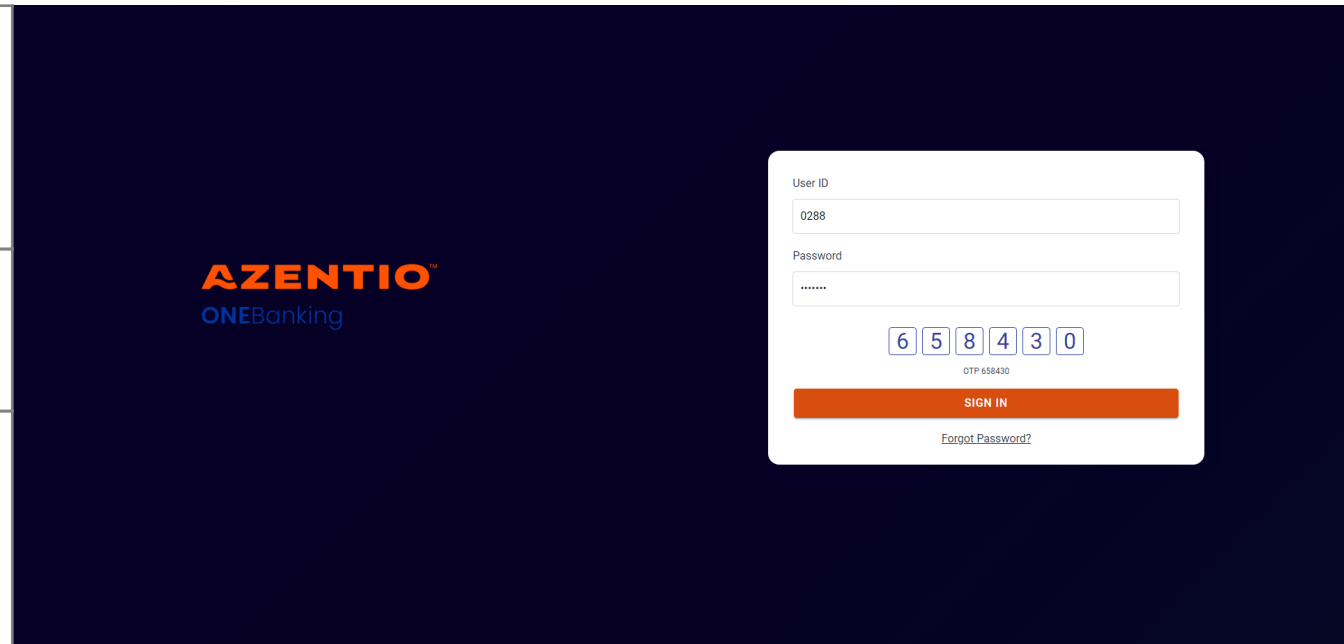 AZENTIO™
ONEBanking
User ID
0288
Password
•••••••
6 5 8 4 3 0
OTP 658430
SIGN IN
Forgot Password?